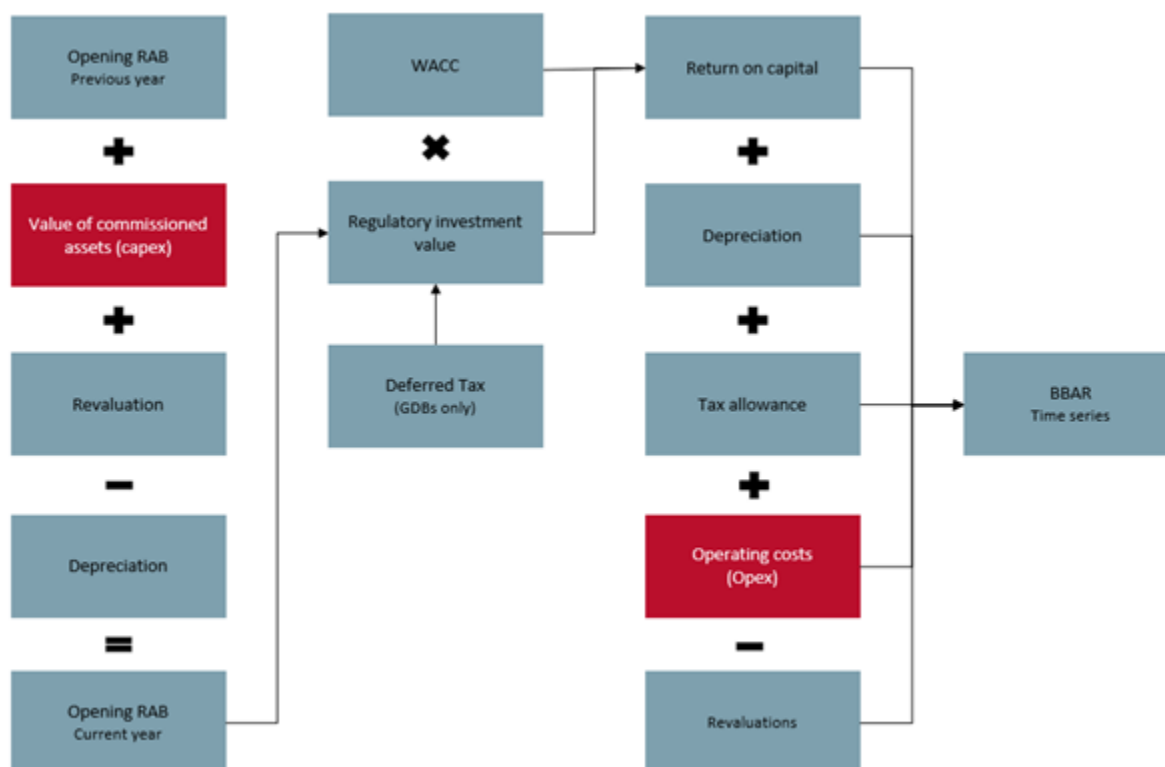 Opening RAB
Previous year
+
Value of commissioned
assets (capex)
+
Revaluation
−
Depreciation
=
Opening RAB
Current year
WACC
×
Regulatory investment
value
Deferred Tax
(GDBs only)
Return on capital
+
Depreciation
+
Tax allowance
+
Operating costs
(Opex)
−
Revaluations
BBAR
Time series